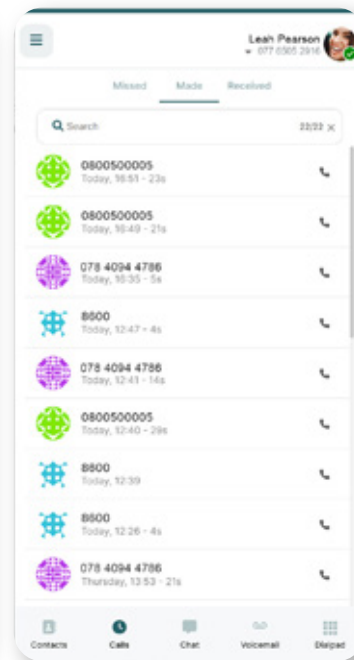 Leah Pearson
077 0505 2916
Missed Made Received
Search 22/22
0800500005
Today, 16:51 - 23s
0800500005
Today, 16:49 - 21s
078 4094 4786
Today, 16:35 - 5s
8600
Today, 12:47 - 4s
078 4094 4786
Today, 12:41 - 14s
0800500005
Today, 12:40 - 29s
8600
Today, 12:39
8600
Today, 12:26 - 4s
078 4094 4786
Thursday, 13:53 - 21s
Contacts Calls Chat Voicemail Dialpad